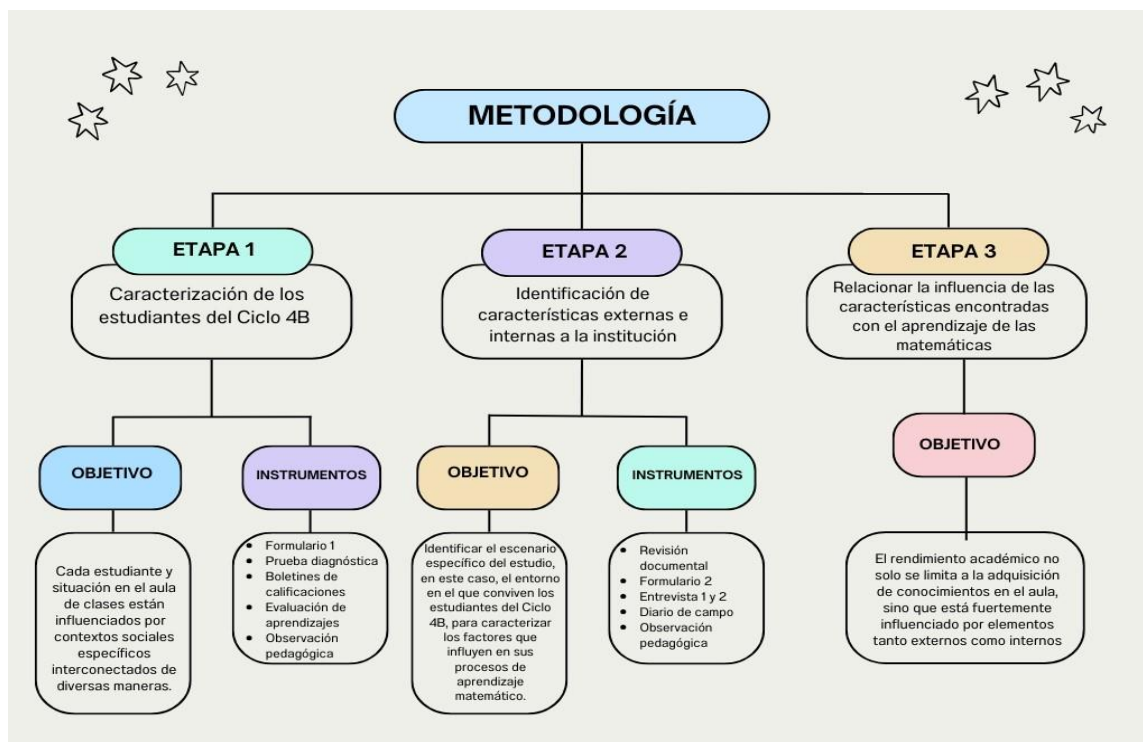 METODOLOGÍA
ETAPA 1
Caracterización de los
estudiantes del Ciclo 4B
ETAPA 2
Identificación de
características externas e
internas a la institución
ETAPA 3
Relacionar la influencia de las
características encontradas
con el aprendizaje de las
matemáticas
OBJETIVO
Cada estudiante y
situación en el aula
de clases están
influenciados por
contextos sociales
específicos
interconectados de
diversas maneras.
INSTRUMENTOS
• Formulario 1
• Prueba diagnóstica
• Boletines de
calificaciones
• Evaluación de
aprendizajes
• Observación
pedagógica
OBJETIVO
Identificar el escenario
específico del estudio,
en este caso, el entorno
en el que conviven los
estudiantes del Ciclo
4B, para caracterizar
los factores que
influyen en sus
procesos de
aprendizaje
matemático.
INSTRUMENTOS
• Revisión
documental
• Formulario 2
• Entrevista 1 y 2
• Diario de campo
• Observación
pedagógica
OBJETIVO
El rendimiento académico no
solo se limita a la adquisición
de conocimientos en el aula,
sino que está fuertemente
influenciado por elementos
tanto externos como internos